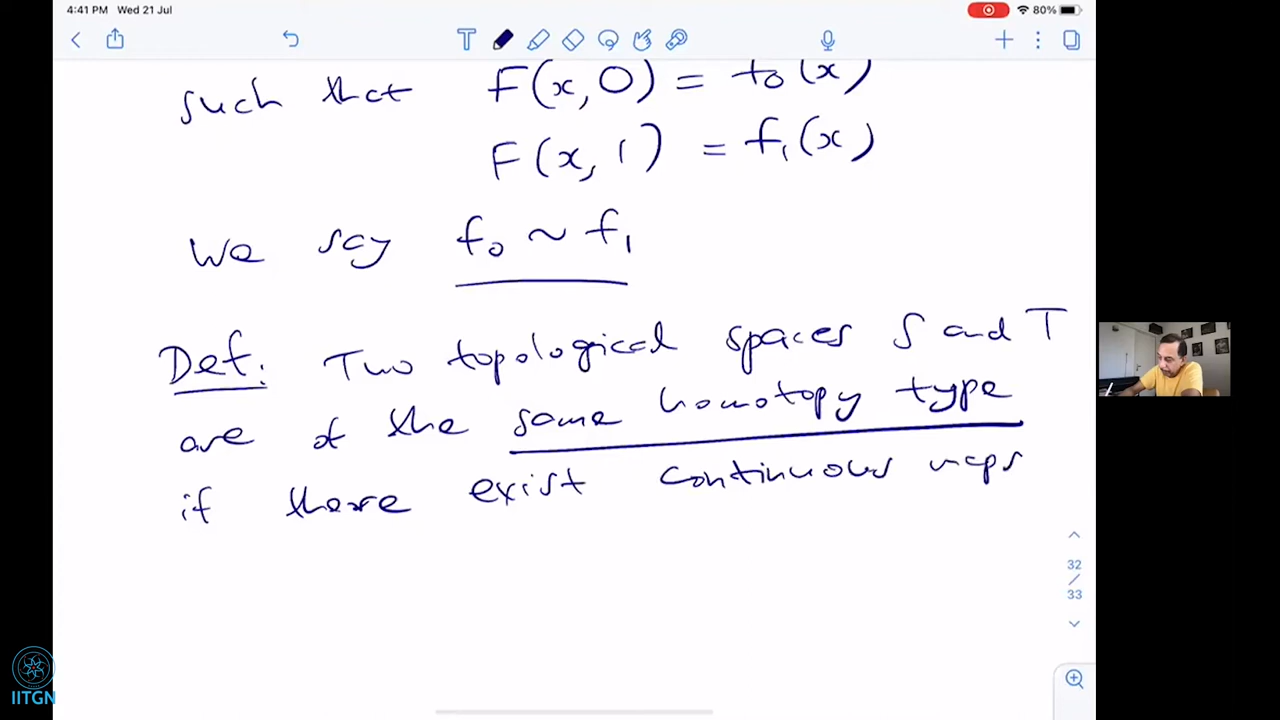 4:41 PM Wed 21 Jul 80%
such that F(x, 0) = f₀(x)
F(x, 1) = f₁(x)
We say f₀ ~ f₁
Def: Two topological spaces S and T
are of the same homotopy type
if there exist continuous maps
32
/
33
IITGN